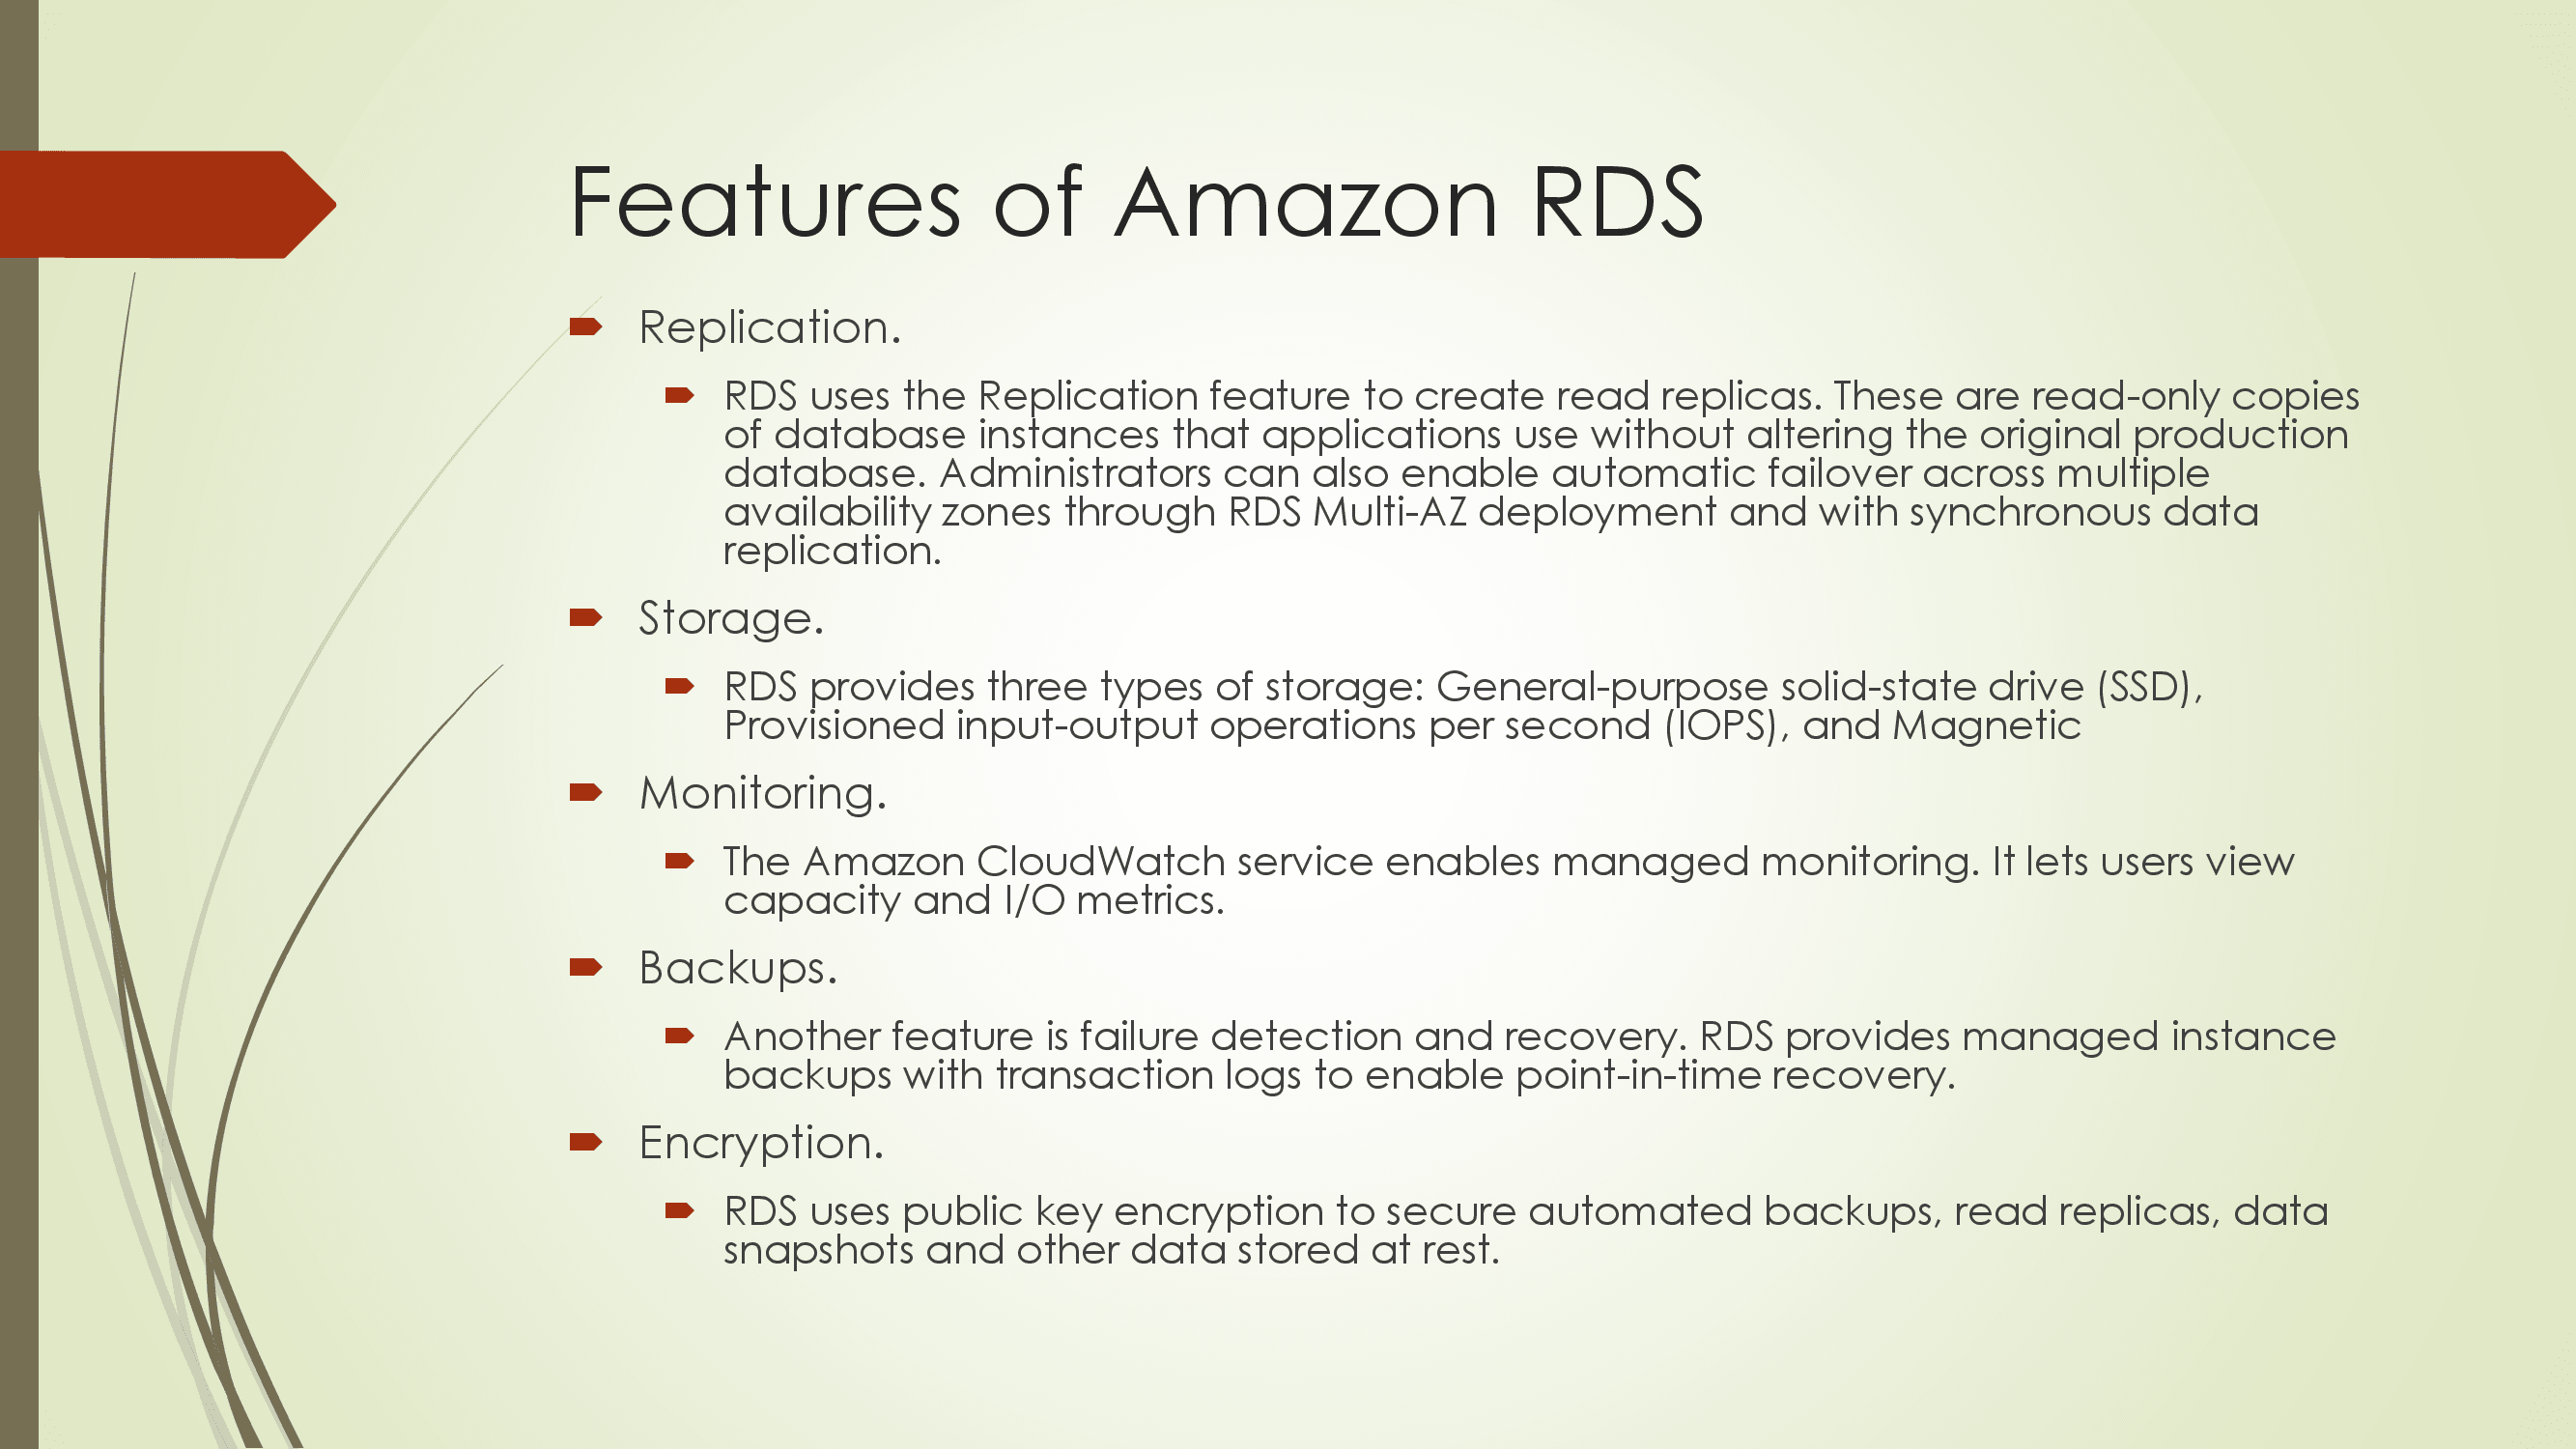 Features of Amazon RDS
Replication.
RDS uses the Replication feature to create read replicas. These are read-only copies
of database instances that applications use without altering the original production
database. Administrators can also enable automatic failover across multiple
availability zones through RDS Multi-AZ deployment and with synchronous data
replication.
Storage.
RDS provides three types of storage: General-purpose solid-state drive (SSD),
Provisioned input-output operations per second (IOPS), and Magnetic
Monitoring.
The Amazon CloudWatch service enables managed monitoring. It lets users view
capacity and I/O metrics.
Backups.
Another feature is failure detection and recovery. RDS provides managed instance
backups with transaction logs to enable point-in-time recovery.
Encryption.
RDS uses public key encryption to secure automated backups, read replicas, data
snapshots and other data stored at rest.